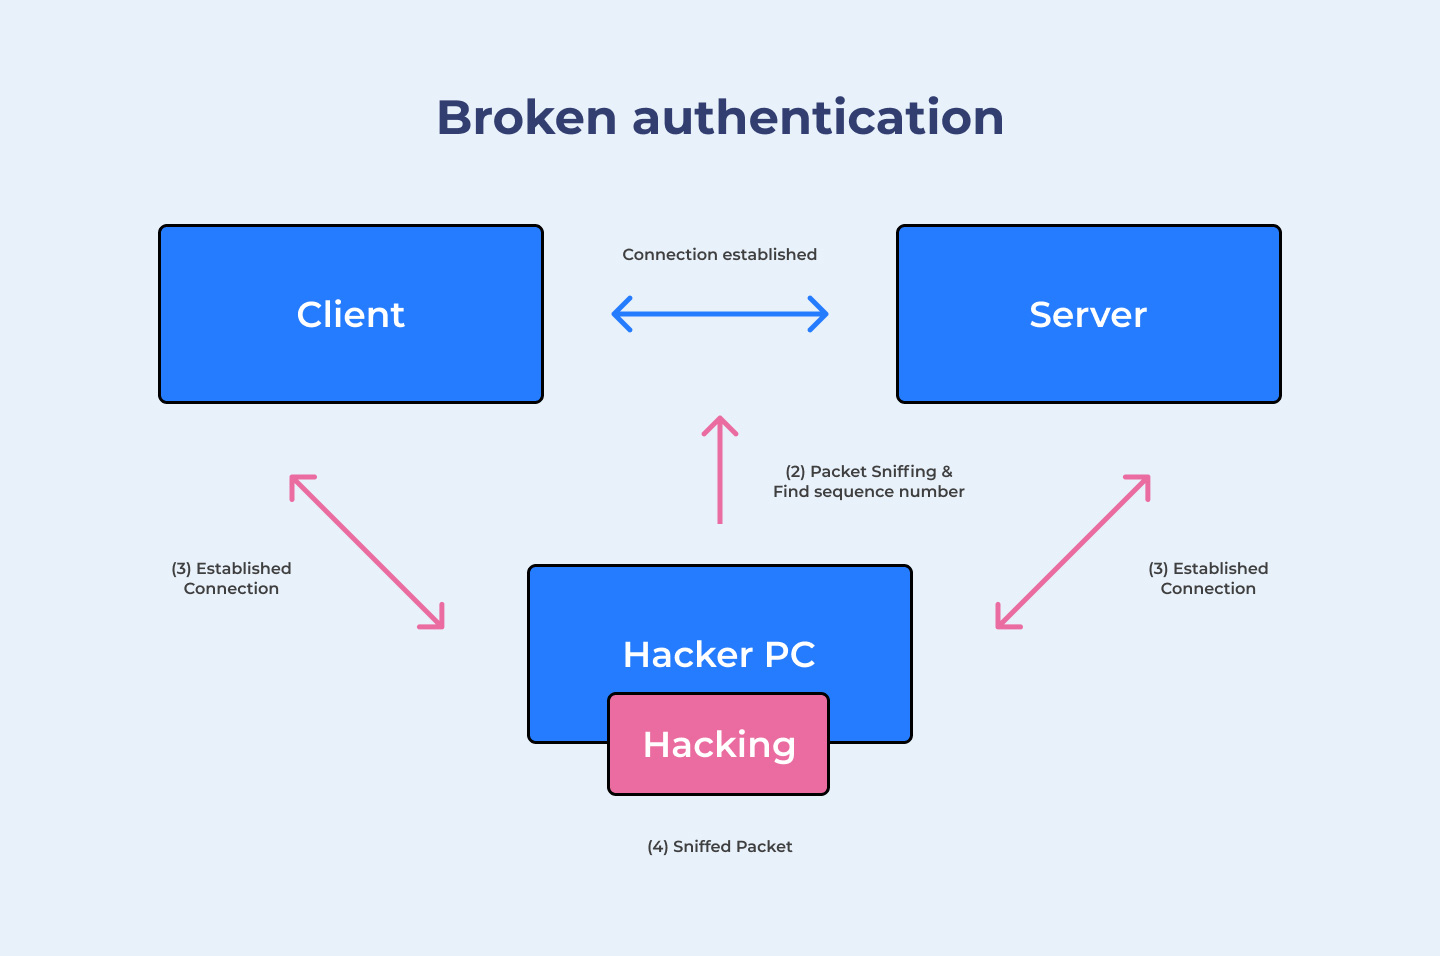 Broken authentication
Connection established
Client
Server
(2) Packet Sniffing &
Find sequence number
(3) Established
Connection
(3) Established
Connection
Hacker PC
Hacking
(4) Sniffed Packet